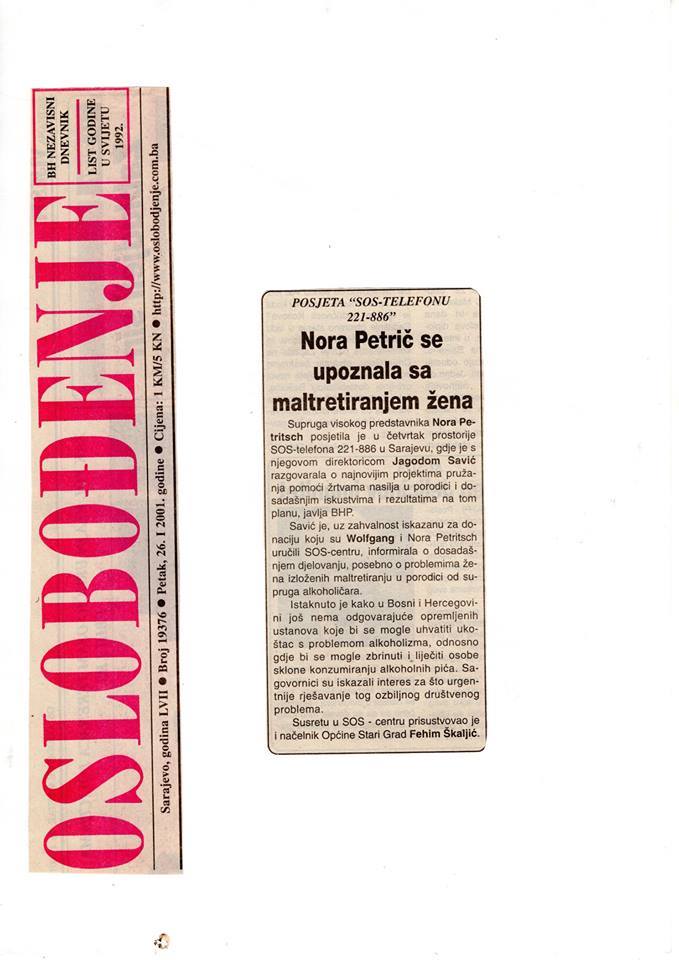 OSLOBOĐENJE
BH NEZAVISNI
DNEVNIK
LIST GODINE
U SVIJETU
1992.
Sarajevo, godina LVII ● Broj 19376 ● Petak, 26. I 2001. godine ● Cijena: 1 KM/5 KN ● http://www.oslobodjenje.com.ba
POSJETA "SOS-TELEFONU
221-886"
Nora Petrič se
upoznala sa
maltretiranjem žena
Supruga visokog predstavnika Nora Pe-
tritsch posjetila je u četvrtak prostorije
SOS-telefona 221-886 u Sarajevu, gdje je s
njegovom direktoricom Jagodom Savić
razgovarala o najnovijim projektima pruža-
nja pomoći žrtvama nasilja u porodici i do-
sadašnjim iskustvima i rezultatima na tom
planu, javlja BHP.
Savić je, uz zahvalnost iskazanu za do-
naciju koju su Wolfgang i Nora Petritsch
uručili SOS-centru, informirala o dosadaš-
njem djelovanju, posebno o problemima že-
na izloženih maltretiranju u porodici od su-
pruga alkoholičara.
Istaknuto je kako u Bosni i Hercegovi-
ni još nema odgovarajuće opremljenih
ustanova koje bi se mogle uhvatiti uko-
štac s problemom alkoholizma, odnosno
gdje bi se mogle zbrinuti i liječiti osobe
sklone konzumiranju alkoholnih pića. Sa-
govornici su iskazali interes za što urgen-
tnije rješavanje tog ozbiljnog društvenog
problema.
Susretu u SOS - centru prisustvovao je
i načelnik Općine Stari Grad Fehim Škaljić.